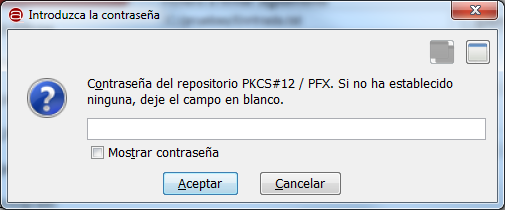 Introduzca la contraseña
Contraseña del repositorio PKCS#12 / PFX. Si no ha establecido
ninguna, deje el campo en blanco.
Mostrar contraseña
Aceptar
Cancelar